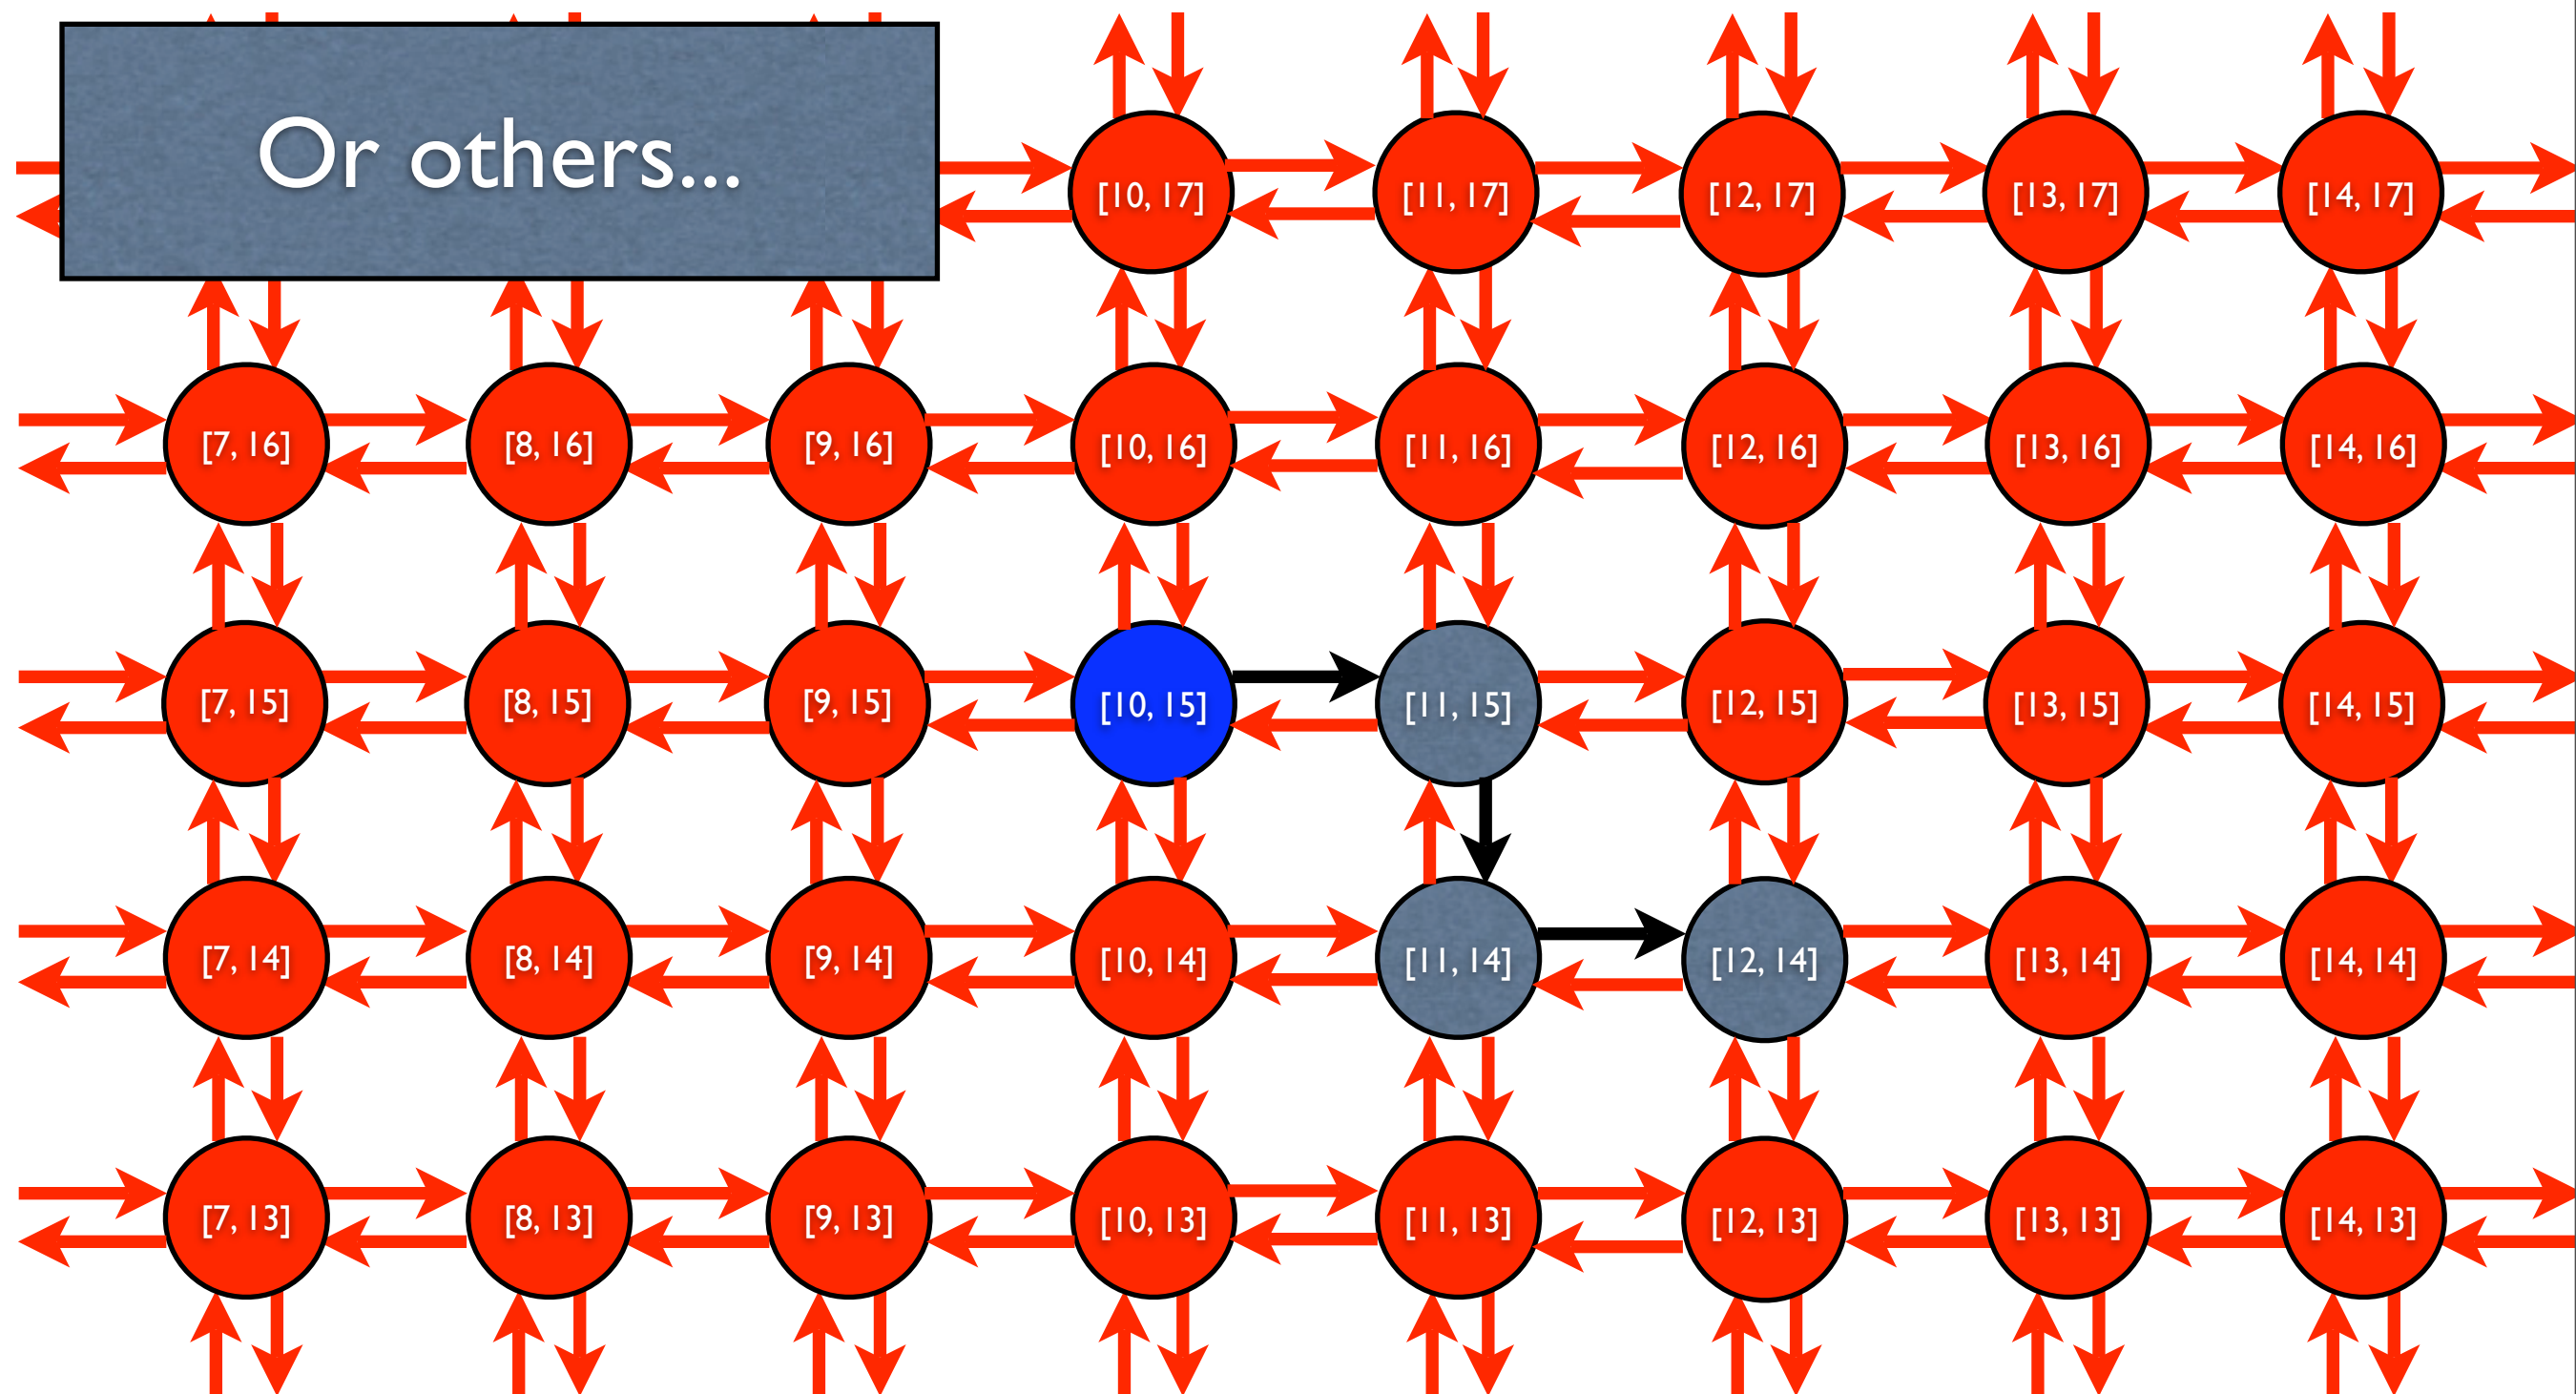 Or others...
[10, 17] [11, 17] [12, 17] [13, 17] [14, 17]
[7, 16] [8, 16] [9, 16] [10, 16] [11, 16] [12, 16] [13, 16] [14, 16]
[7, 15] [8, 15] [9, 15] [10, 15] [11, 15] [12, 15] [13, 15] [14, 15]
[7, 14] [8, 14] [9, 14] [10, 14] [11, 14] [12, 14] [13, 14] [14, 14]
[7, 13] [8, 13] [9, 13] [10, 13] [11, 13] [12, 13] [13, 13] [14, 13]